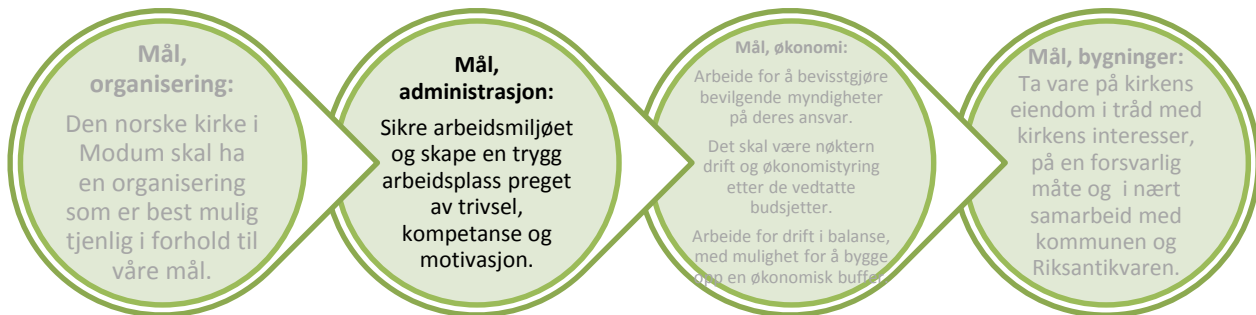 Mål,
organisering:
Den norske kirke i
Modum skal ha
en organisering
som er best mulig
tjenlig i forhold til
våre mål.
Mål,
administrasjon:
Sikre arbeidsmiljøet
og skape en trygg
arbeidsplass preget
av trivsel,
kompetanse og
motivasjon.
Mål, økonomi:
Arbeide for å bevisstgjøre
bevilgende myndigheter
på deres ansvar.
Det skal være nøktern
drift og økonomistyring
etter de vedtatte
budsjetter.
Arbeide for drift i balanse,
med mulighet for å bygge
opp en økonomisk buffer.
Mål, bygninger:
Ta vare på kirkens
eiendom i tråd med
kirkens interesser,
på en forsvarlig
måte og i nært
samarbeid med
kommunen og
Riksantikvaren.